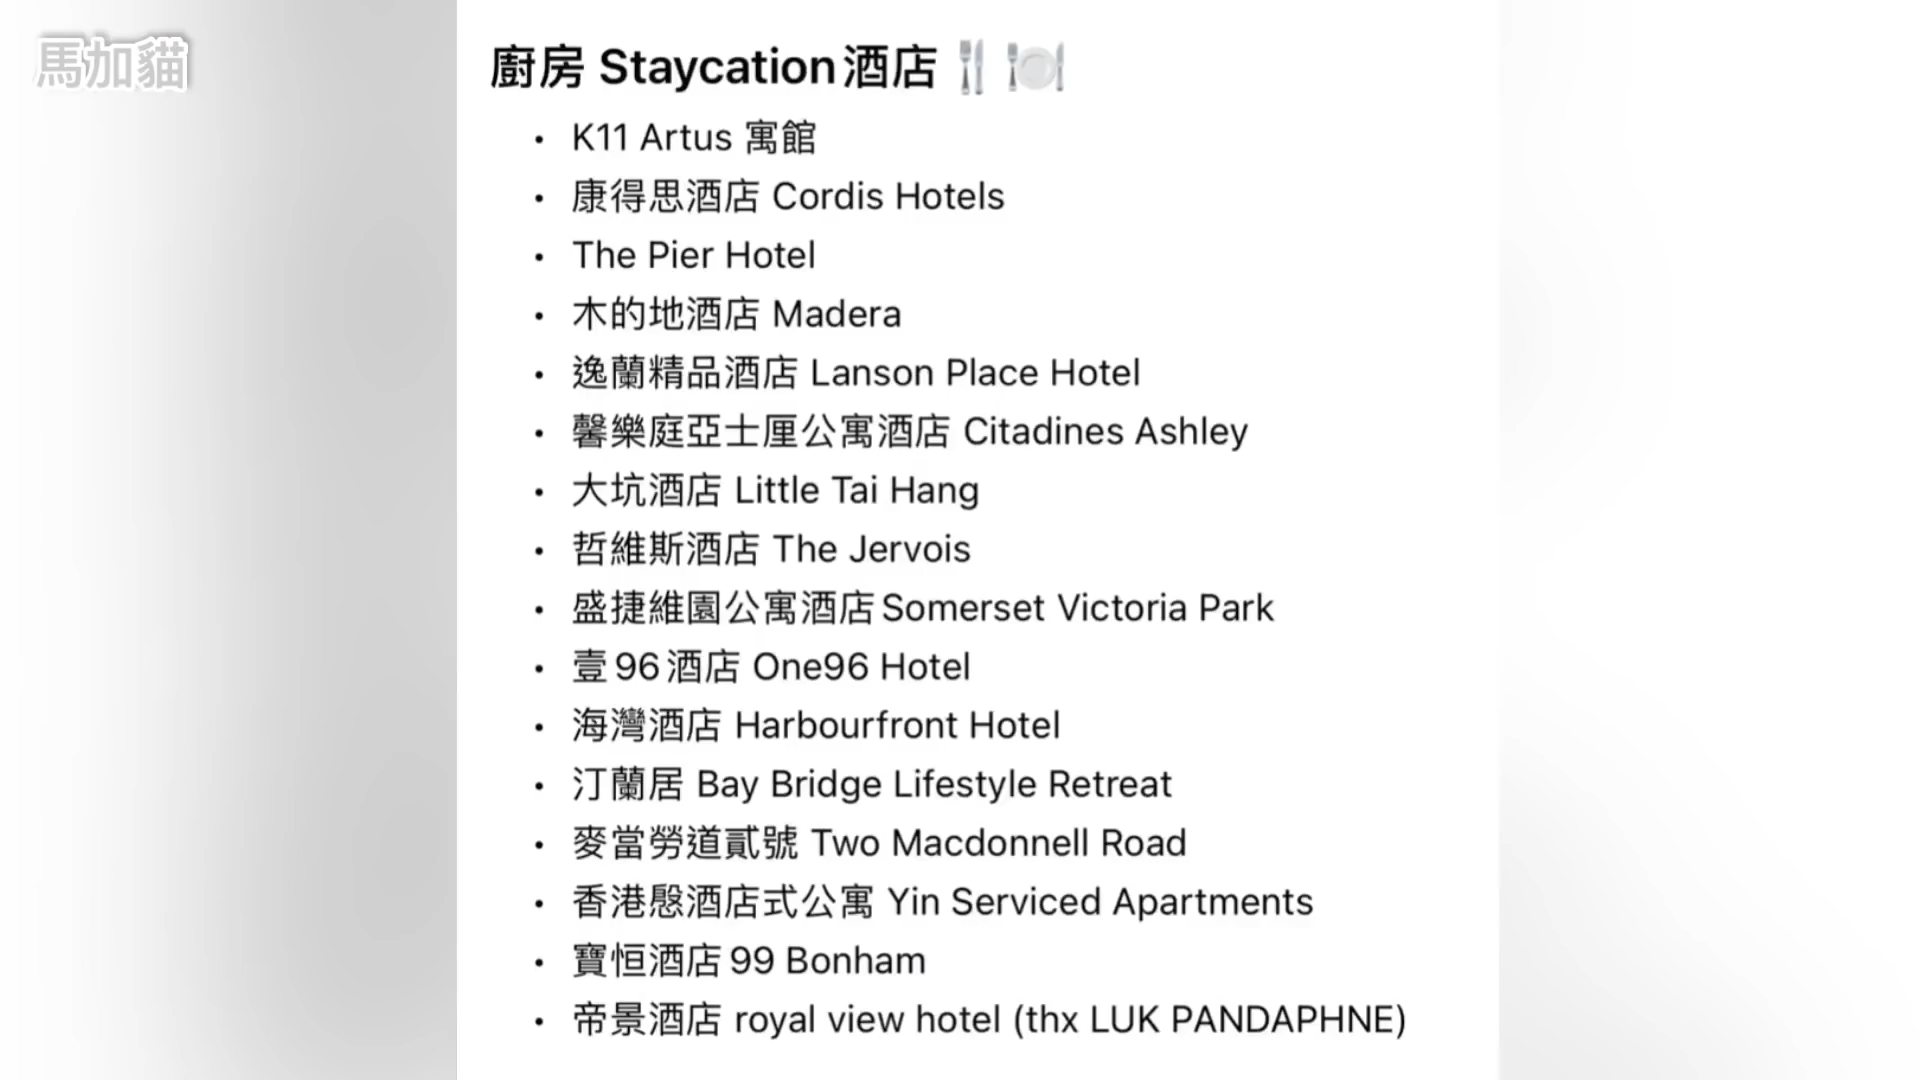 馬加貓
廚房 Staycation酒店🍴🍽️
• K11 Artus 寓館
• 康得思酒店 Cordis Hotels
• The Pier Hotel
• 木的地酒店 Madera
• 逸蘭精品酒店 Lanson Place Hotel
• 馨樂庭亞士厘公寓酒店 Citadines Ashley
• 大坑酒店 Little Tai Hang
• 哲維斯酒店 The Jervois
• 盛捷維園公寓酒店Somerset Victoria Park
• 壹96酒店 One96 Hotel
• 海灣酒店 Harbourfront Hotel
• 汀蘭居 Bay Bridge Lifestyle Retreat
• 麥當勞道貳號 Two Macdonnell Road
• 香港慇酒店式公寓 Yin Serviced Apartments
• 寶恒酒店99 Bonham
• 帝景酒店 royal view hotel (thx LUK PANDAPHNE)